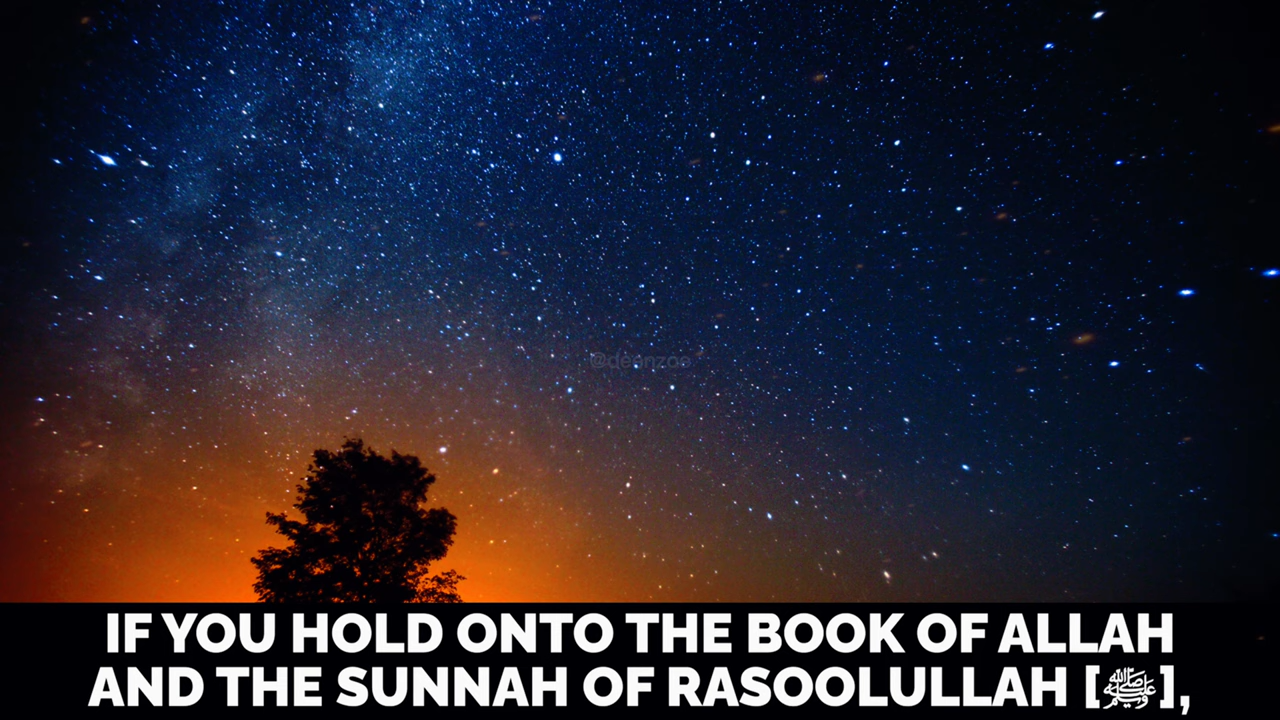 @deenzoo
IF YOU HOLD ONTO THE BOOK OF ALLAH
AND THE SUNNAH OF RASOOLULLAH [ﷺ],